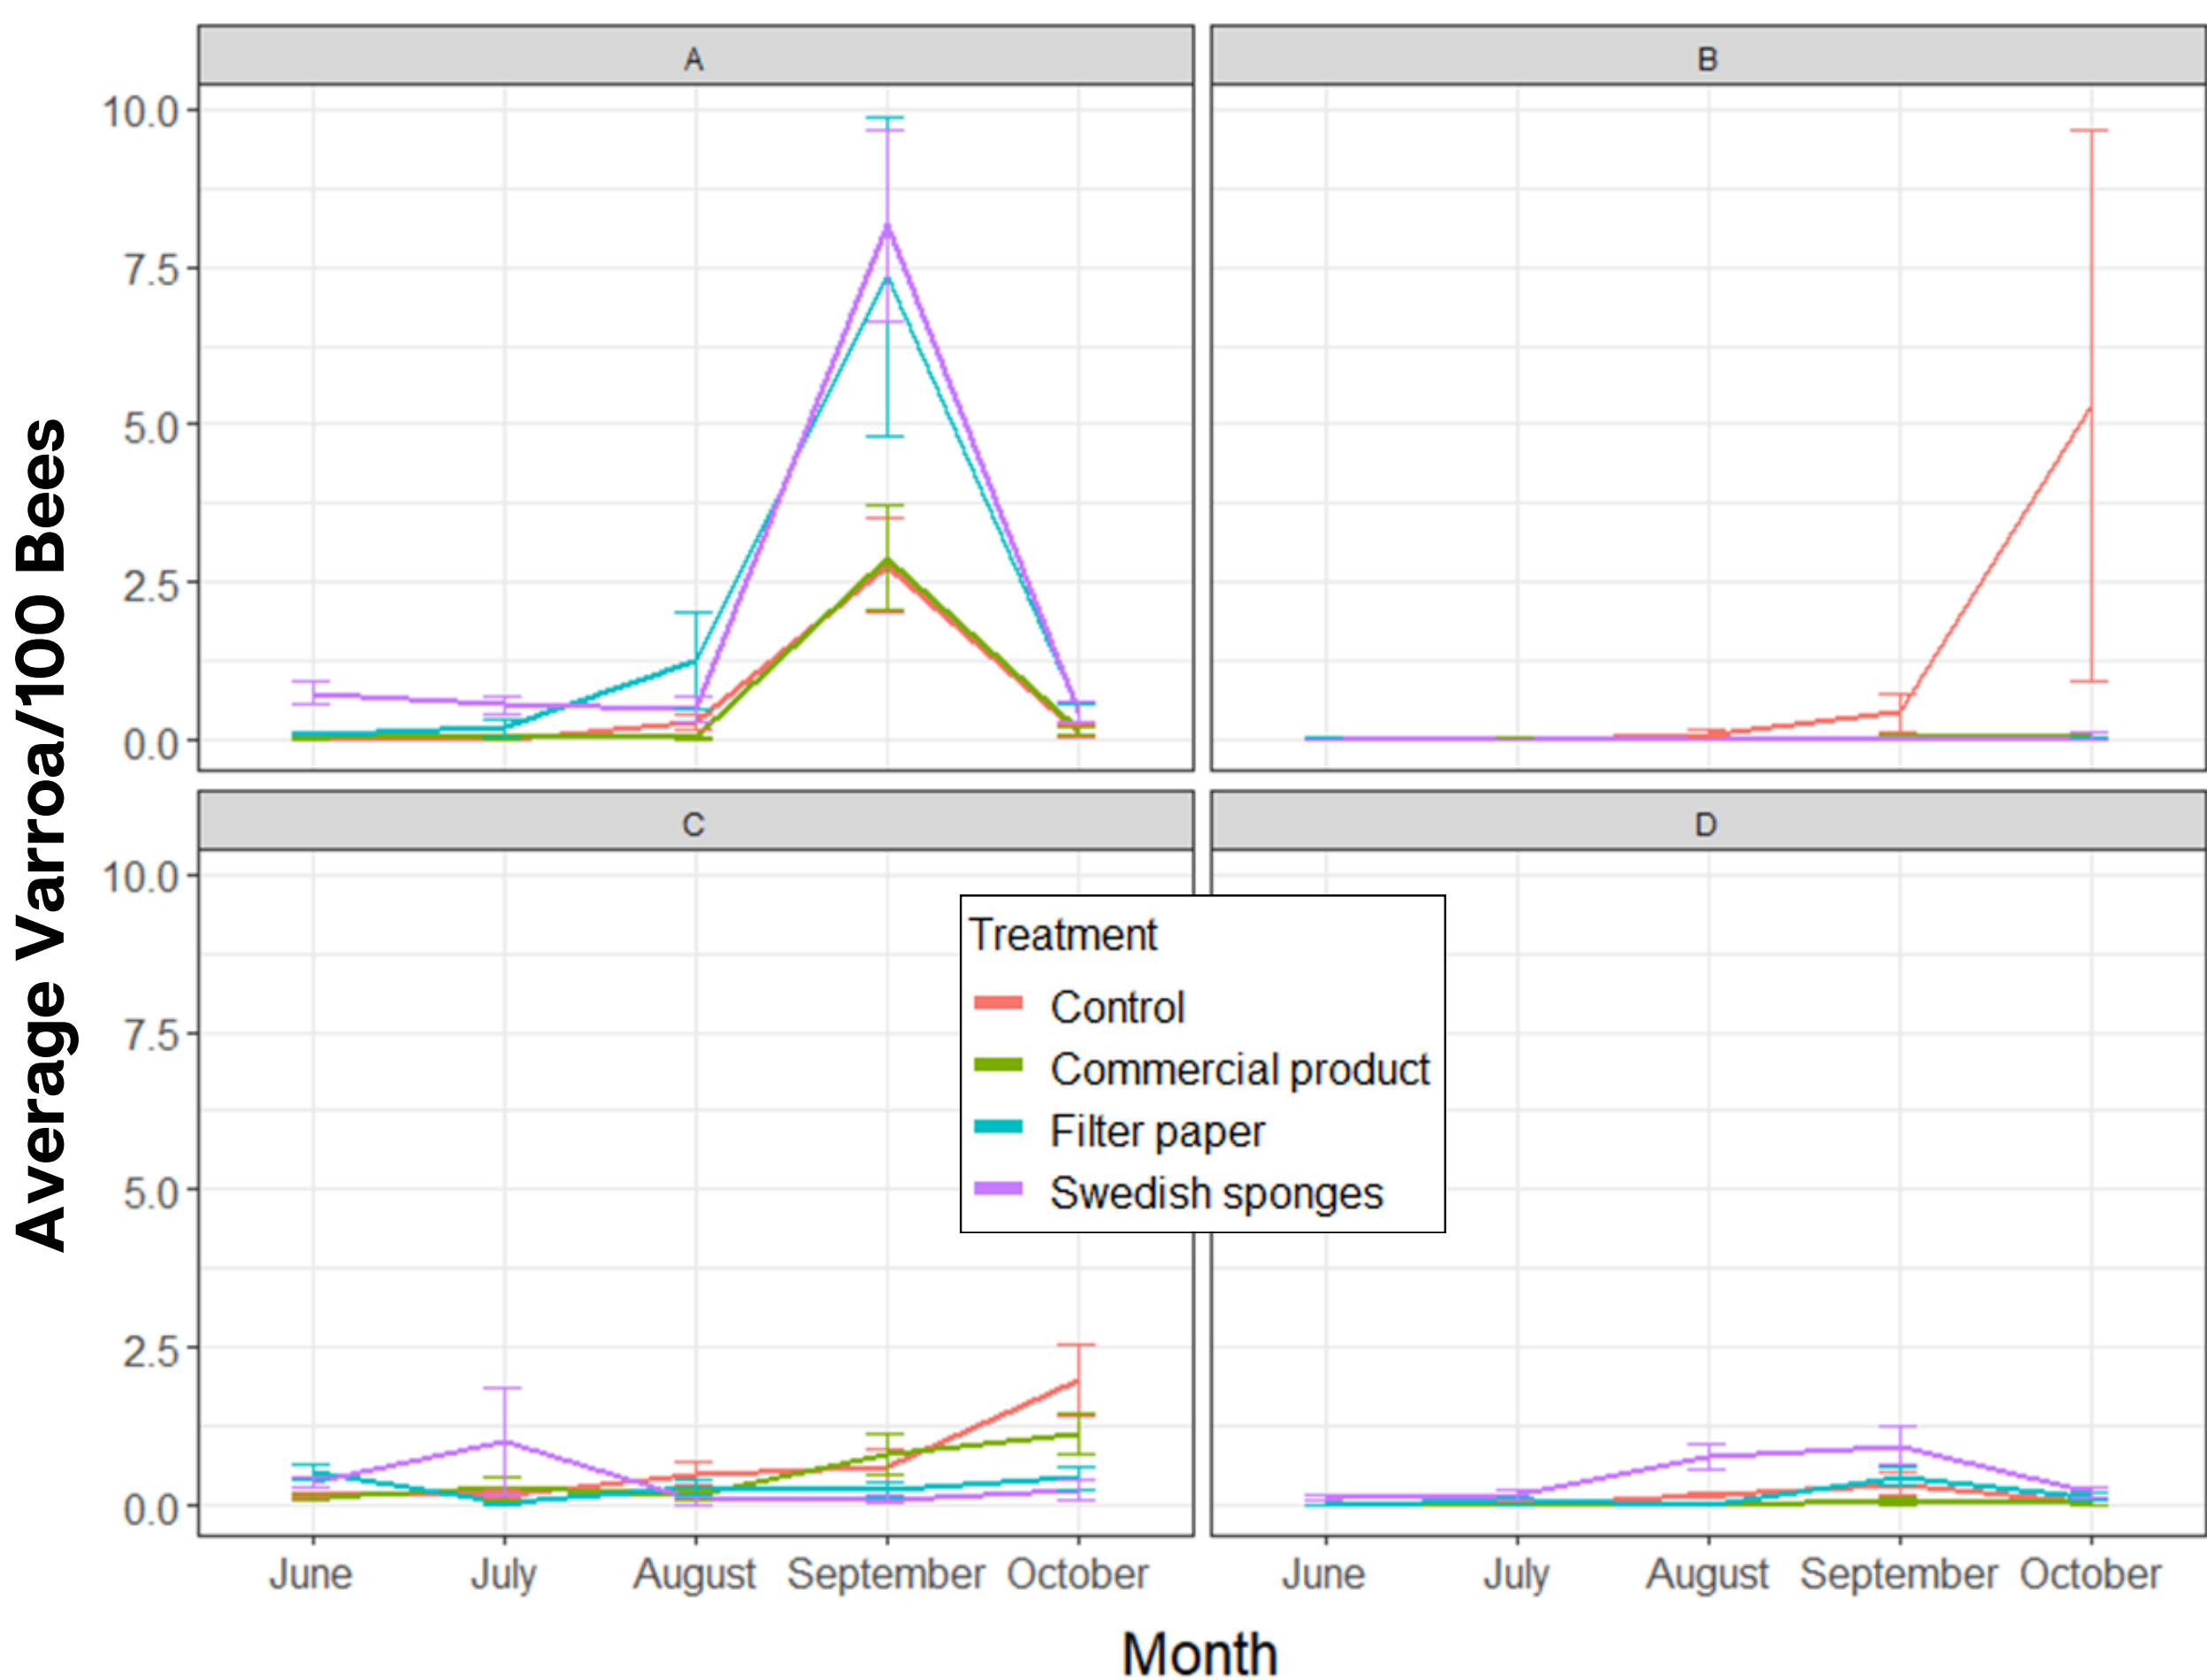 A
B
10.0
7.5
5.0
2.5
0.0
C
D
10.0
7.5
5.0
2.5
0.0
Average Varroa/100 Bees
Treatment
Control
Commercial product
Filter paper
Swedish sponges
June July August September October
June July August September October
Month